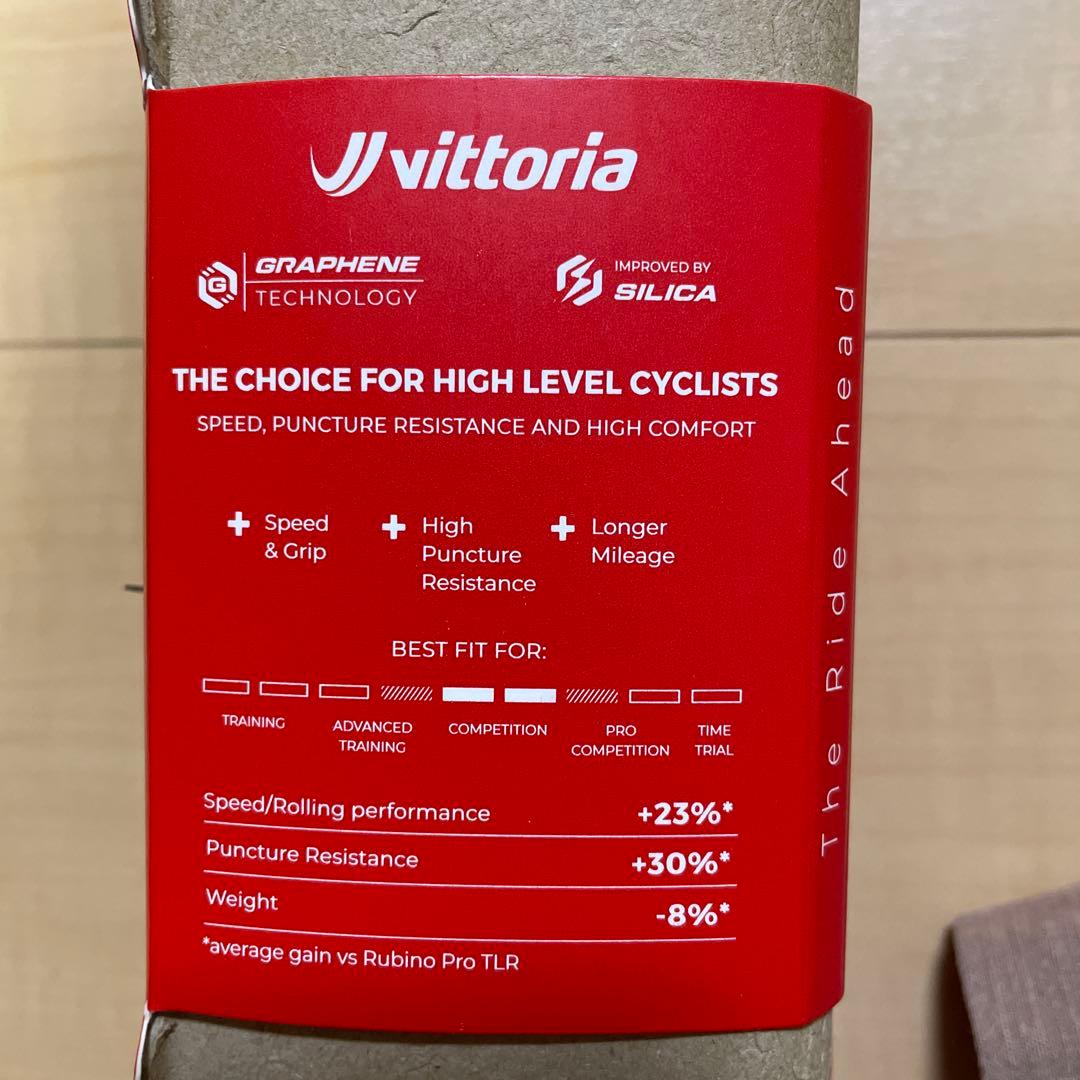 vittoria
G GRAPHENE
TECHNOLOGY
IMPROVED BY
SILICA
THE CHOICE FOR HIGH LEVEL CYCLISTS
SPEED, PUNCTURE RESISTANCE AND HIGH COMFORT
+ Speed
& Grip
+ High
Puncture
Resistance
+ Longer
Mileage
BEST FIT FOR:
TRAINING
ADVANCED
TRAINING
COMPETITION
PRO
COMPETITION
TIME
TRIAL
Speed/Rolling performance +23%*
Puncture Resistance +30%*
Weight -8%*
*average gain vs Rubino Pro TLR
The Ride Ahead